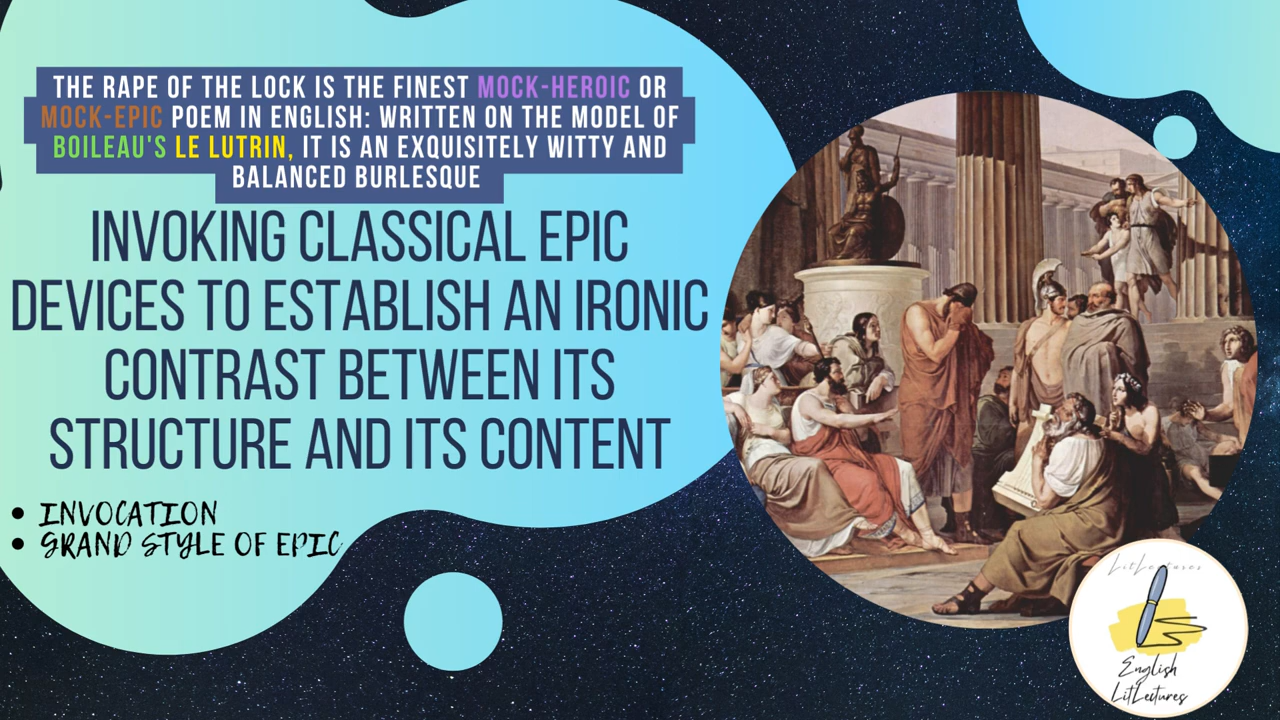 THE RAPE OF THE LOCK IS THE FINEST MOCK-HEROIC OR
MOCK-EPIC POEM IN ENGLISH: WRITTEN ON THE MODEL OF
BOILEAU'S LE LUTRIN, IT IS AN EXQUISITELY WITTY AND
BALANCED BURLESQUE
INVOKING CLASSICAL EPIC
DEVICES TO ESTABLISH AN IRONIC
CONTRAST BETWEEN ITS
STRUCTURE AND ITS CONTENT
• INVOCATION
• GRAND STYLE OF EPIC
LitLectures
English
LitLectures